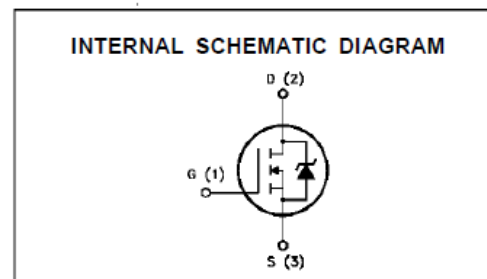 INTERNAL SCHEMATIC DIAGRAM
D (2)
G (1)
S (3)